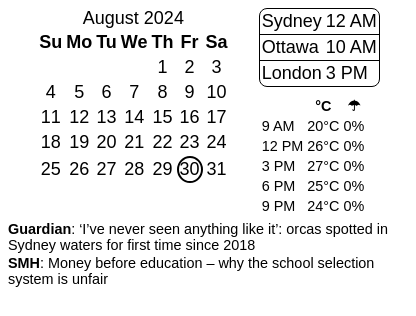 August 2024
Su Mo Tu We Th Fr Sa
1 2 3
4 5 6 7 8 9 10
11 12 13 14 15 16 17
18 19 20 21 22 23 24
25 26 27 28 29 30 31
Sydney 12 AM
Ottawa 10 AM
London 3 PM
°C ☂
9 AM 20°C 0%
12 PM 26°C 0%
3 PM 27°C 0%
6 PM 25°C 0%
9 PM 24°C 0%
Guardian: ‘I’ve never seen anything like it’: orcas spotted in
Sydney waters for first time since 2018
SMH: Money before education – why the school selection
system is unfair